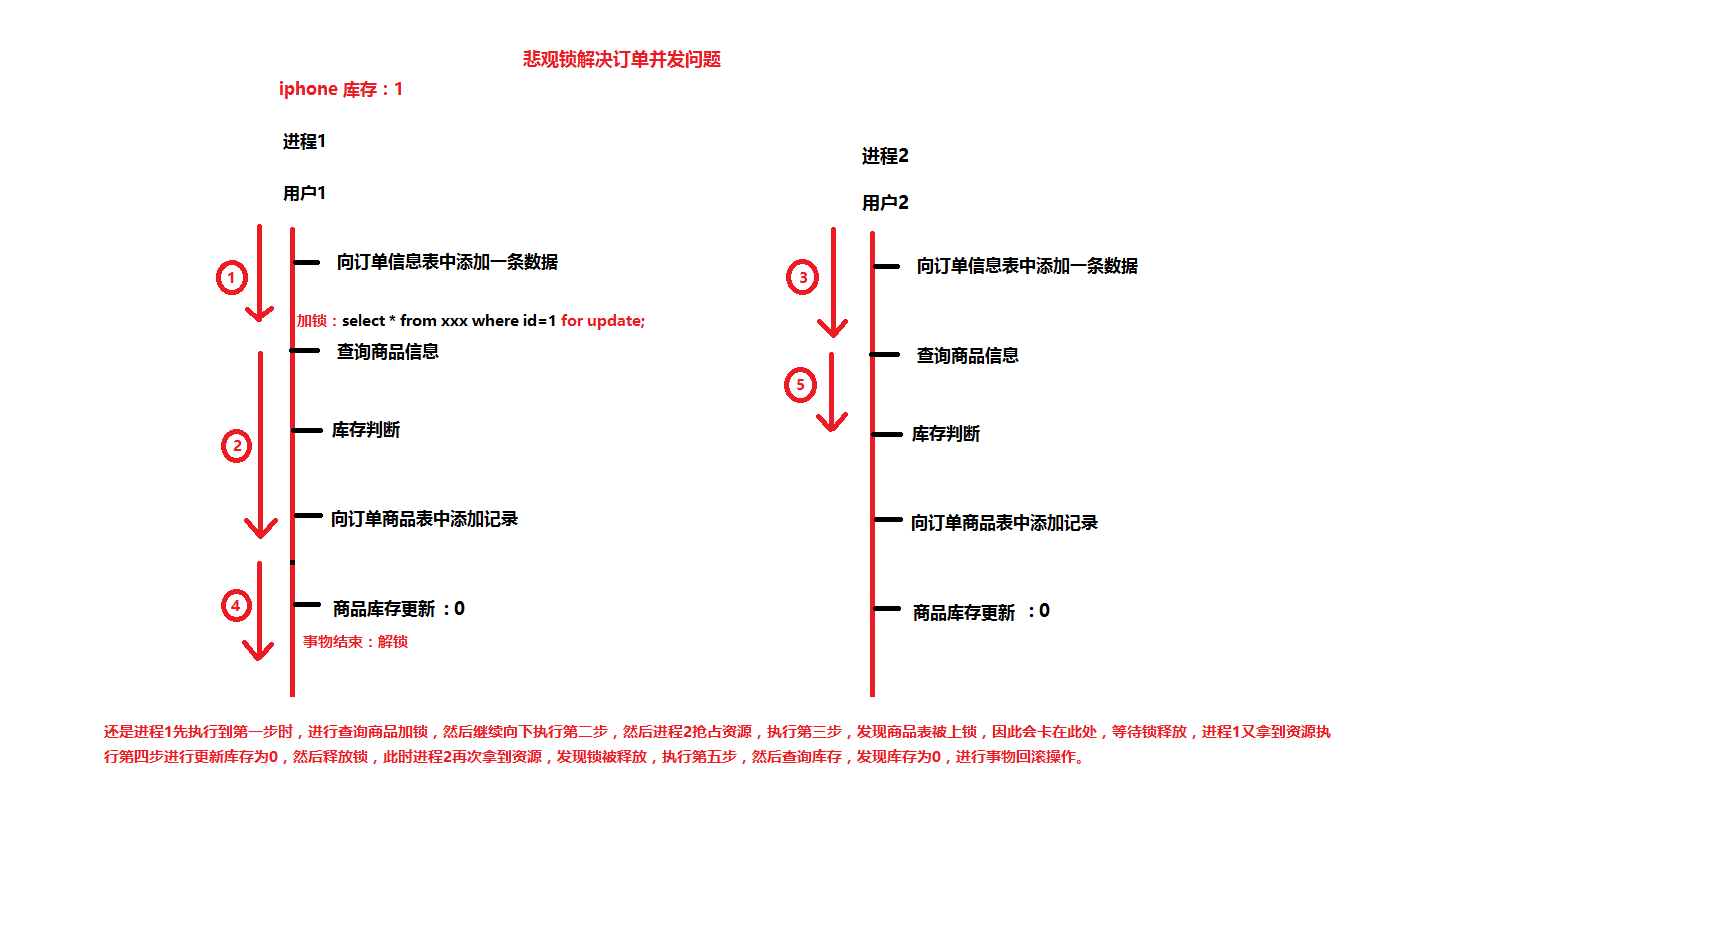 悲观锁解决订单并发问题
iphone 库存：1
进程1
用户1
1
向订单信息表中添加一条数据
加锁：select * from xxx where id=1 for update;
查询商品信息
2
库存判断
向订单商品表中添加记录
4
商品库存更新 ：0
事物结束：解锁
进程2
用户2
3
向订单信息表中添加一条数据
查询商品信息
5
库存判断
向订单商品表中添加记录
商品库存更新 ：0
还是进程1先执行到第一步时，进行查询商品加锁，然后继续向下执行第二步，然后进程2抢占资源，执行第三步，发现商品表被上锁，因此会卡在此处，等待锁释放，进程1又拿到资源执
行第四步进行更新库存为0，然后释放锁，此时进程2再次拿到资源，发现锁被释放，执行第五步，然后查询库存，发现库存为0，进行事物回滚操作。